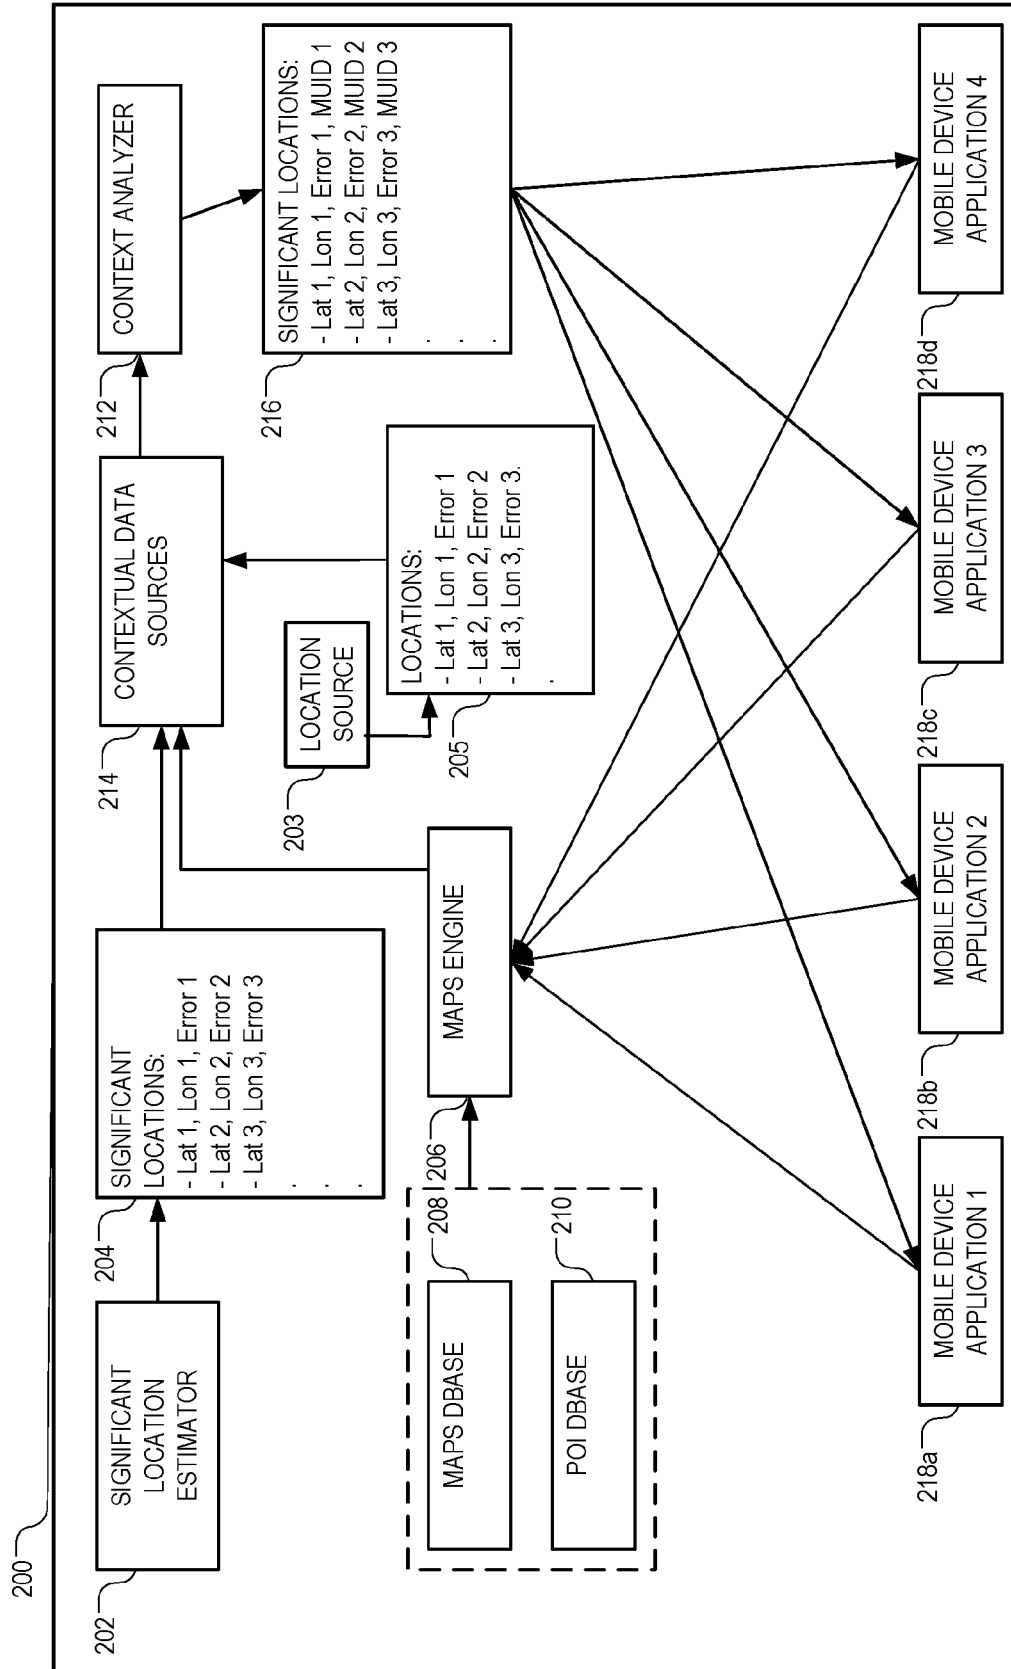 200
202
SIGNIFICANT
LOCATION
ESTIMATOR
204
SIGNIFICANT
LOCATIONS:
- Lat 1, Lon 1, Error 1
- Lat 2, Lon 2, Error 2
- Lat 3, Lon 3, Error 3
.
.
.
214
CONTEXTUAL DATA
SOURCES
212
CONTEXT ANALYZER
203
LOCATION
SOURCE
205
LOCATIONS:
- Lat 1, Lon 1, Error 1
- Lat 2, Lon 2, Error 2
- Lat 3, Lon 3, Error 3.
.
216
SIGNIFICANT LOCATIONS:
- Lat 1, Lon 1, Error 1, MUID 1
- Lat 2, Lon 2, Error 2, MUID 2
- Lat 3, Lon 3, Error 3, MUID 3
.
.
.
206
MAPS ENGINE
208
MAPS DBASE
210
POI DBASE
218a
MOBILE DEVICE
APPLICATION 1
218b
MOBILE DEVICE
APPLICATION 2
218c
MOBILE DEVICE
APPLICATION 3
218d
MOBILE DEVICE
APPLICATION 4